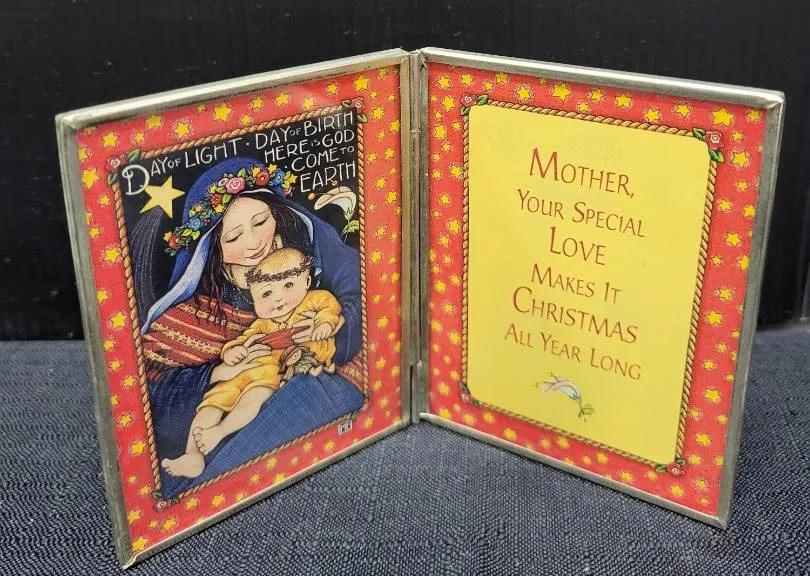 DAY OF LIGHT · DAY OF BIRTH
HERE IS GOD
· COME TO
EARTH
MOTHER,
YOUR SPECIAL
LOVE
MAKES IT
CHRISTMAS
ALL YEAR LONG